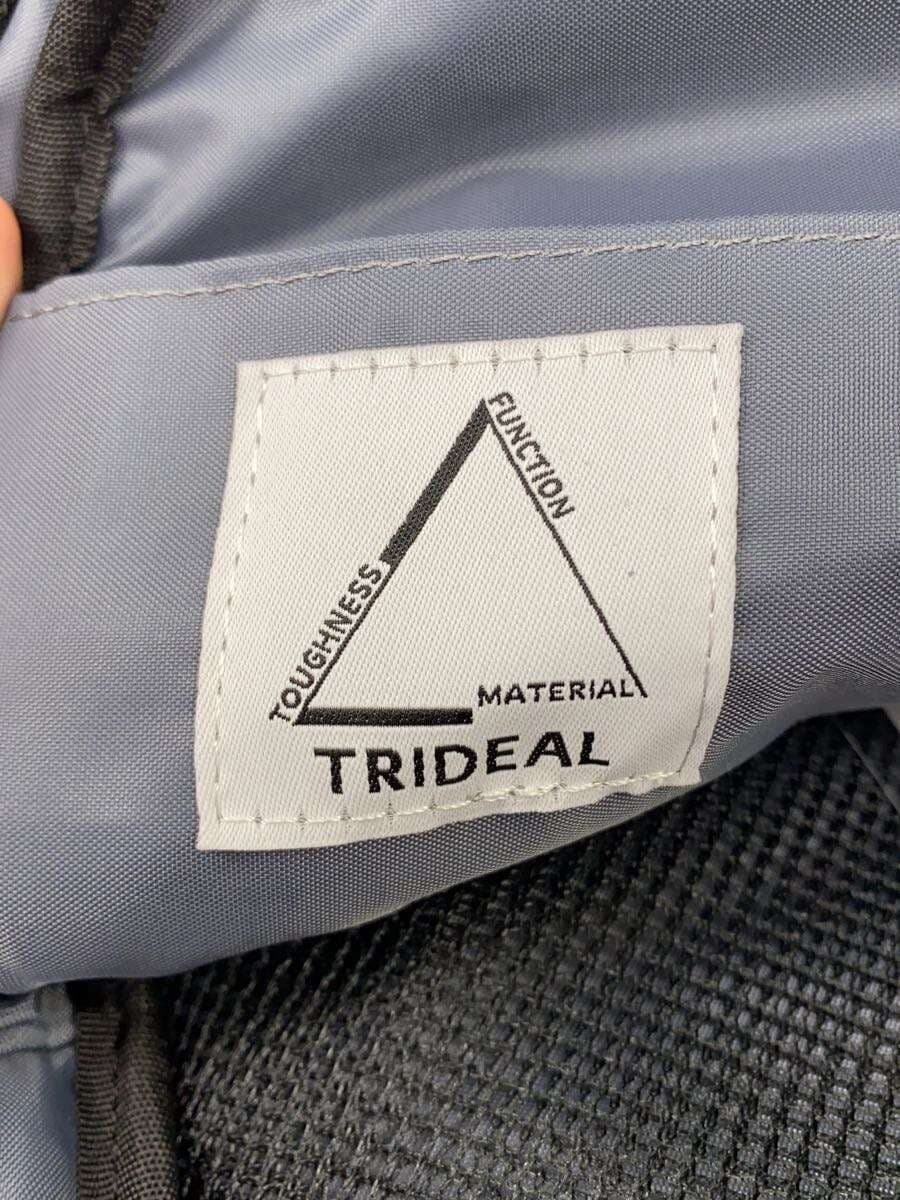 FUNCTION
TOUGHNESS
MATERIAL
TRIDEAL